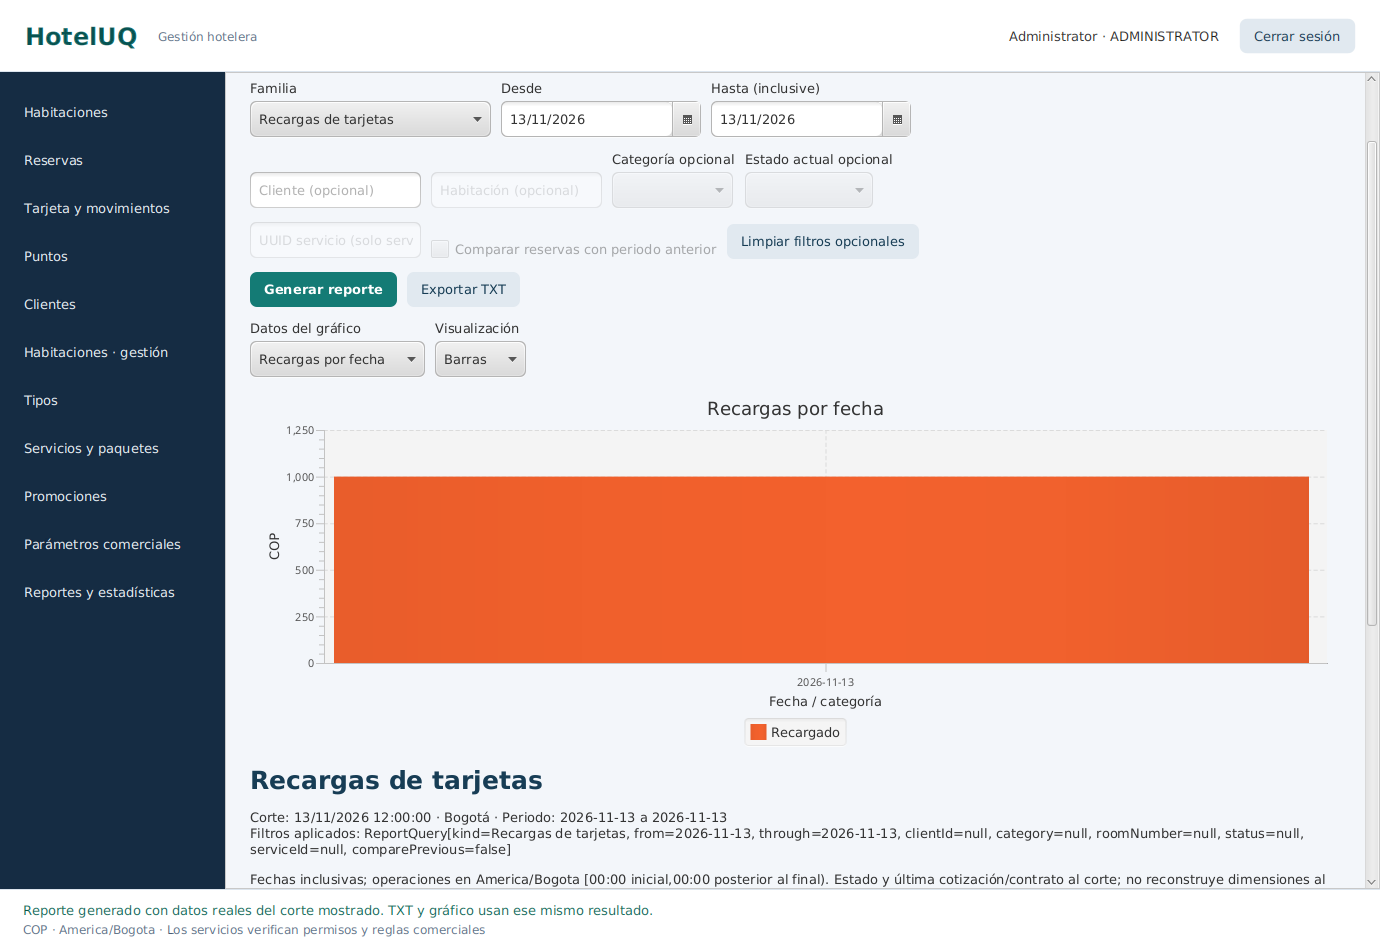 HotelUQ
Gestión hotelera
Administrator · ADMINISTRATOR
Cerrar sesión
Habitaciones
Reservas
Tarjeta y movimientos
Puntos
Clientes
Habitaciones · gestión
Tipos
Servicios y paquetes
Promociones
Parámetros comerciales
Reportes y estadísticas
Familia
Desde
Hasta (inclusive)
Recargas de tarjetas
13/11/2026
13/11/2026
Categoría opcional
Estado actual opcional
Cliente (opcional)
Habitación (opcional)
UUID servicio (solo serv
Comparar reservas con periodo anterior
Limpiar filtros opcionales
Generar reporte
Exportar TXT
Datos del gráfico
Visualización
Recargas por fecha
Barras
Recargas por fecha
1,250
1,000
750
500
250
0
COP
2026-11-13
Fecha / categoría
Recargado
Recargas de tarjetas
Corte: 13/11/2026 12:00:00 · Bogotá · Periodo: 2026-11-13 a 2026-11-13
Filtros aplicados: ReportQuery[kind=Recargas de tarjetas, from=2026-11-13, through=2026-11-13, clientId=null, category=null, roomNumber=null, status=null,
serviceId=null, comparePrevious=false]
Fechas inclusivas; operaciones en America/Bogota [00:00 inicial,00:00 posterior al final). Estado y última cotización/contrato al corte; no reconstruye dimensiones al
Reporte generado con datos reales del corte mostrado. TXT y gráfico usan ese mismo resultado.
COP · America/Bogota · Los servicios verifican permisos y reglas comerciales